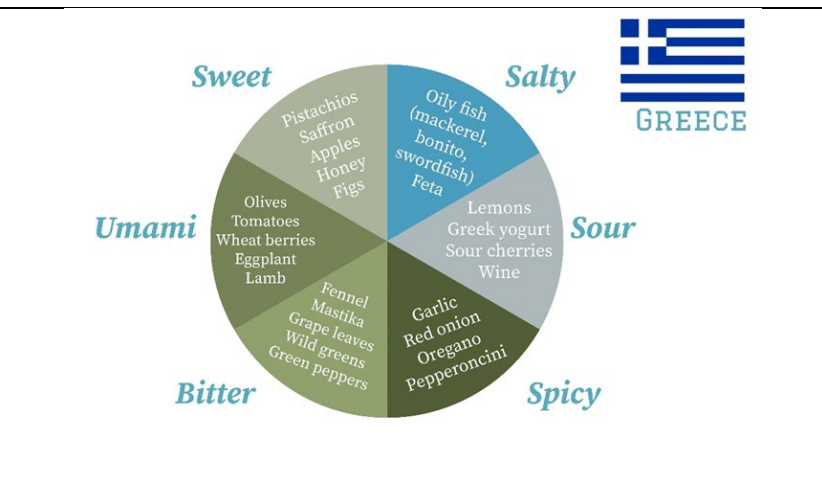 GREECE
Sweet
Pistachios
Saffron
Apples
Honey
Figs
Salty
Oily fish
(mackerel,
bonito,
swordfish)
Feta
Umami
Olives
Tomatoes
Wheat berries
Eggplant
Lamb
Sour
Lemons
Greek yogurt
Sour cherries
Wine
Bitter
Fennel
Mastika
Grape leaves
Wild greens
Green peppers
Spicy
Garlic
Red onion
Oregano
Pepperoncini